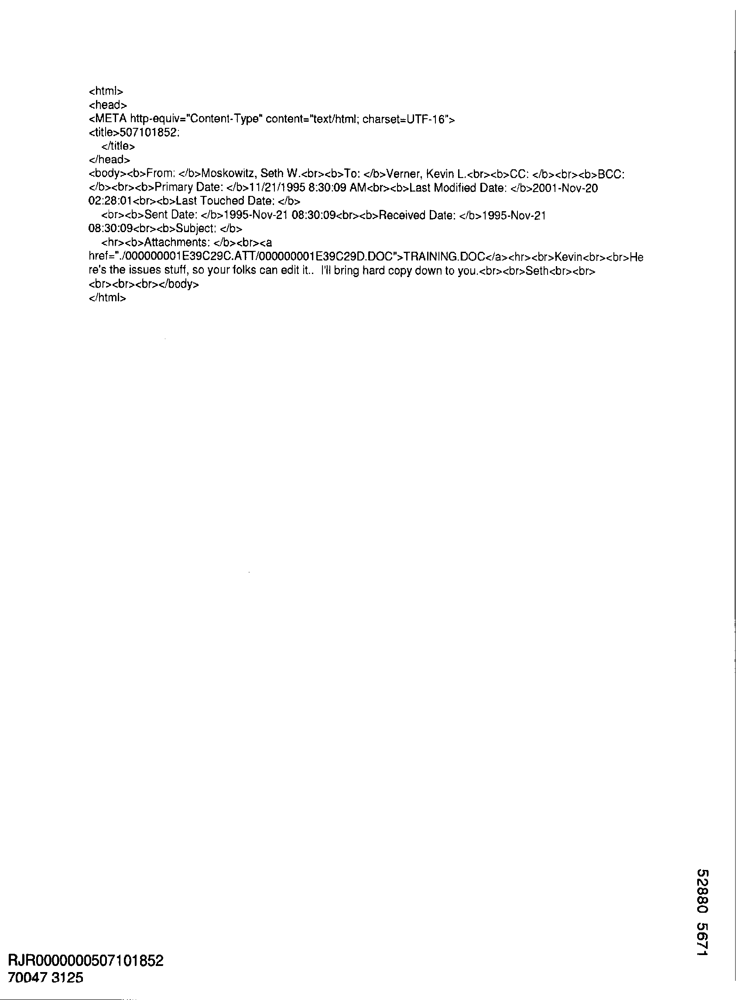 <html>
<head>
<META http-equiv="Content-Type" content="text/html; charset=UTF-16">
<title>507101852:
</title>
</head>
<body><b>From: </b>Moskowitz, Seth W.<br><b>To: </b>Verner, Kevin L.<br><b>CC: </b><br><b>BCC:
</b><br><b>Primary Date: </b>11/21/1995 8:30:09 AM<br><b>Last Modified Date: </b>2001-Nov-20
02:28:01<br><b>Last Touched Date: </b>
<br><b>Sent Date: </b>1995-Nov-21 08:30:09<br><b>Received Date: </b>1995-Nov-21
08:30:09<br><b>Subject: </b>
<hr><b>Attachments: </b><br><a
href="./000000001E39C29C.ATT/000000001E39C29D.DOC">TRAINING.DOC</a><hr><br>Kevin<br><br>He
re's the issues stuff, so your folks can edit it..  I'll bring hard copy down to you.<br><br>Seth<br><br>
<br><br><br></body>
</html>
52880 5671
RJR0000000507101852
70047 3125